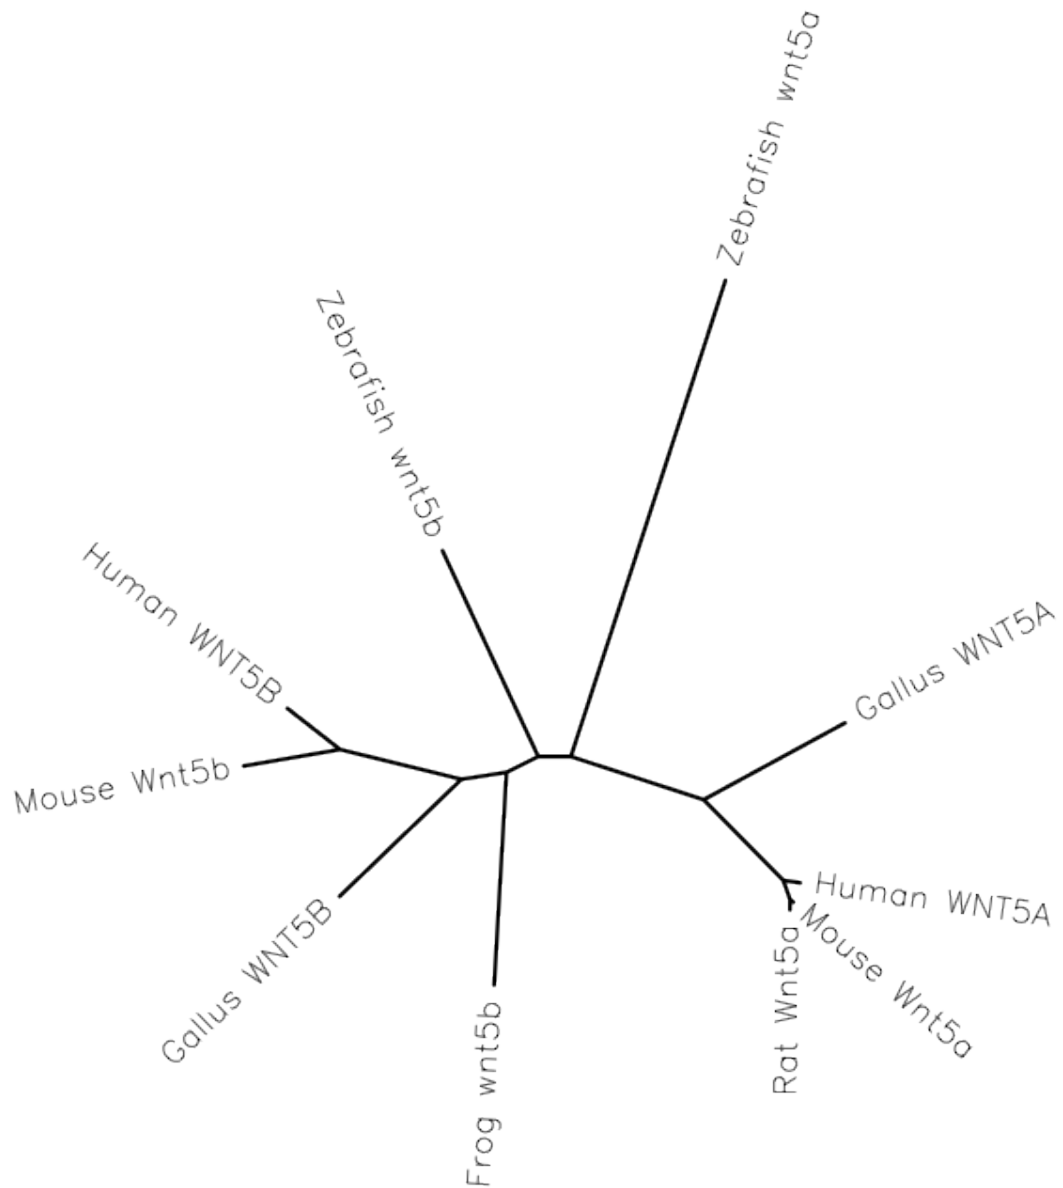 Zebrafish wnt5a
Zebrafish wnt5b
Human WNT5B
Mouse Wnt5b
Gallus WNT5B
Frog wnt5b
Gallus WNT5A
Human WNT5A
Mouse Wnt5a
Rat Wnt5a